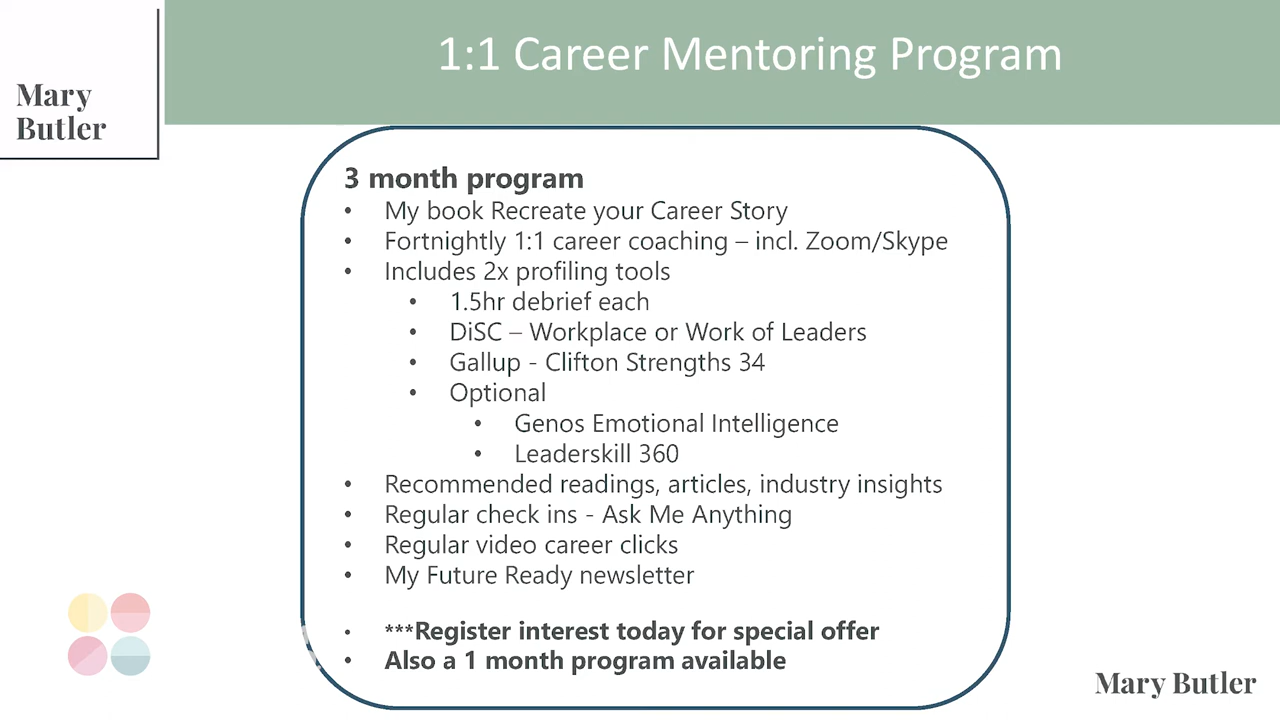 Mary
Butler
1:1 Career Mentoring Program
3 month program
• My book Recreate your Career Story
• Fortnightly 1:1 career coaching – incl. Zoom/Skype
• Includes 2x profiling tools
• 1.5hr debrief each
• DiSC – Workplace or Work of Leaders
• Gallup - Clifton Strengths 34
• Optional
• Genos Emotional Intelligence
• Leaderskill 360
• Recommended readings, articles, industry insights
• Regular check ins - Ask Me Anything
• Regular video career clicks
• My Future Ready newsletter
• ***Register interest today for special offer
• Also a 1 month program available
Mary Butler